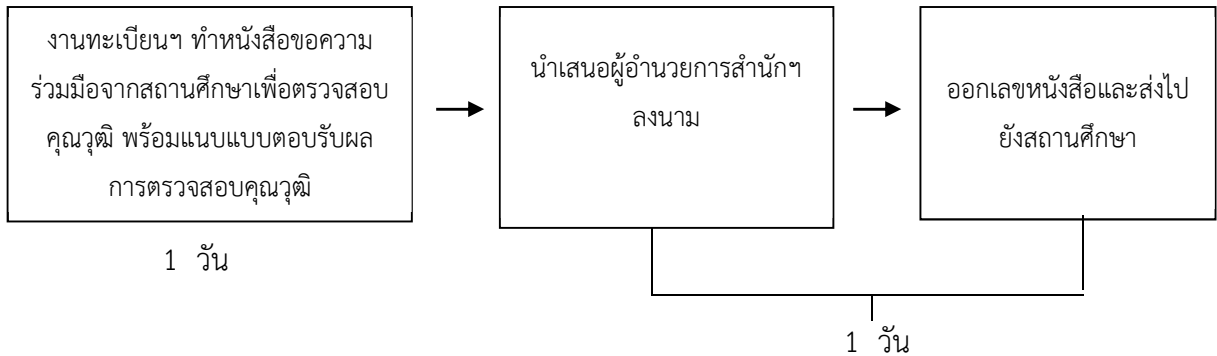 งานทะเบียนฯ ทำหนังสือขอความ
ร่วมมือจากสถานศึกษาเพื่อตรวจสอบ
คุณวุฒิ พร้อมแนบแบบตอบรับผล
การตรวจสอบคุณวุฒิ
1 วัน
นำเสนอผู้อำนวยการสำนักฯ
ลงนาม
ออกเลขหนังสือและส่งไป
ยังสถานศึกษา
1 วัน